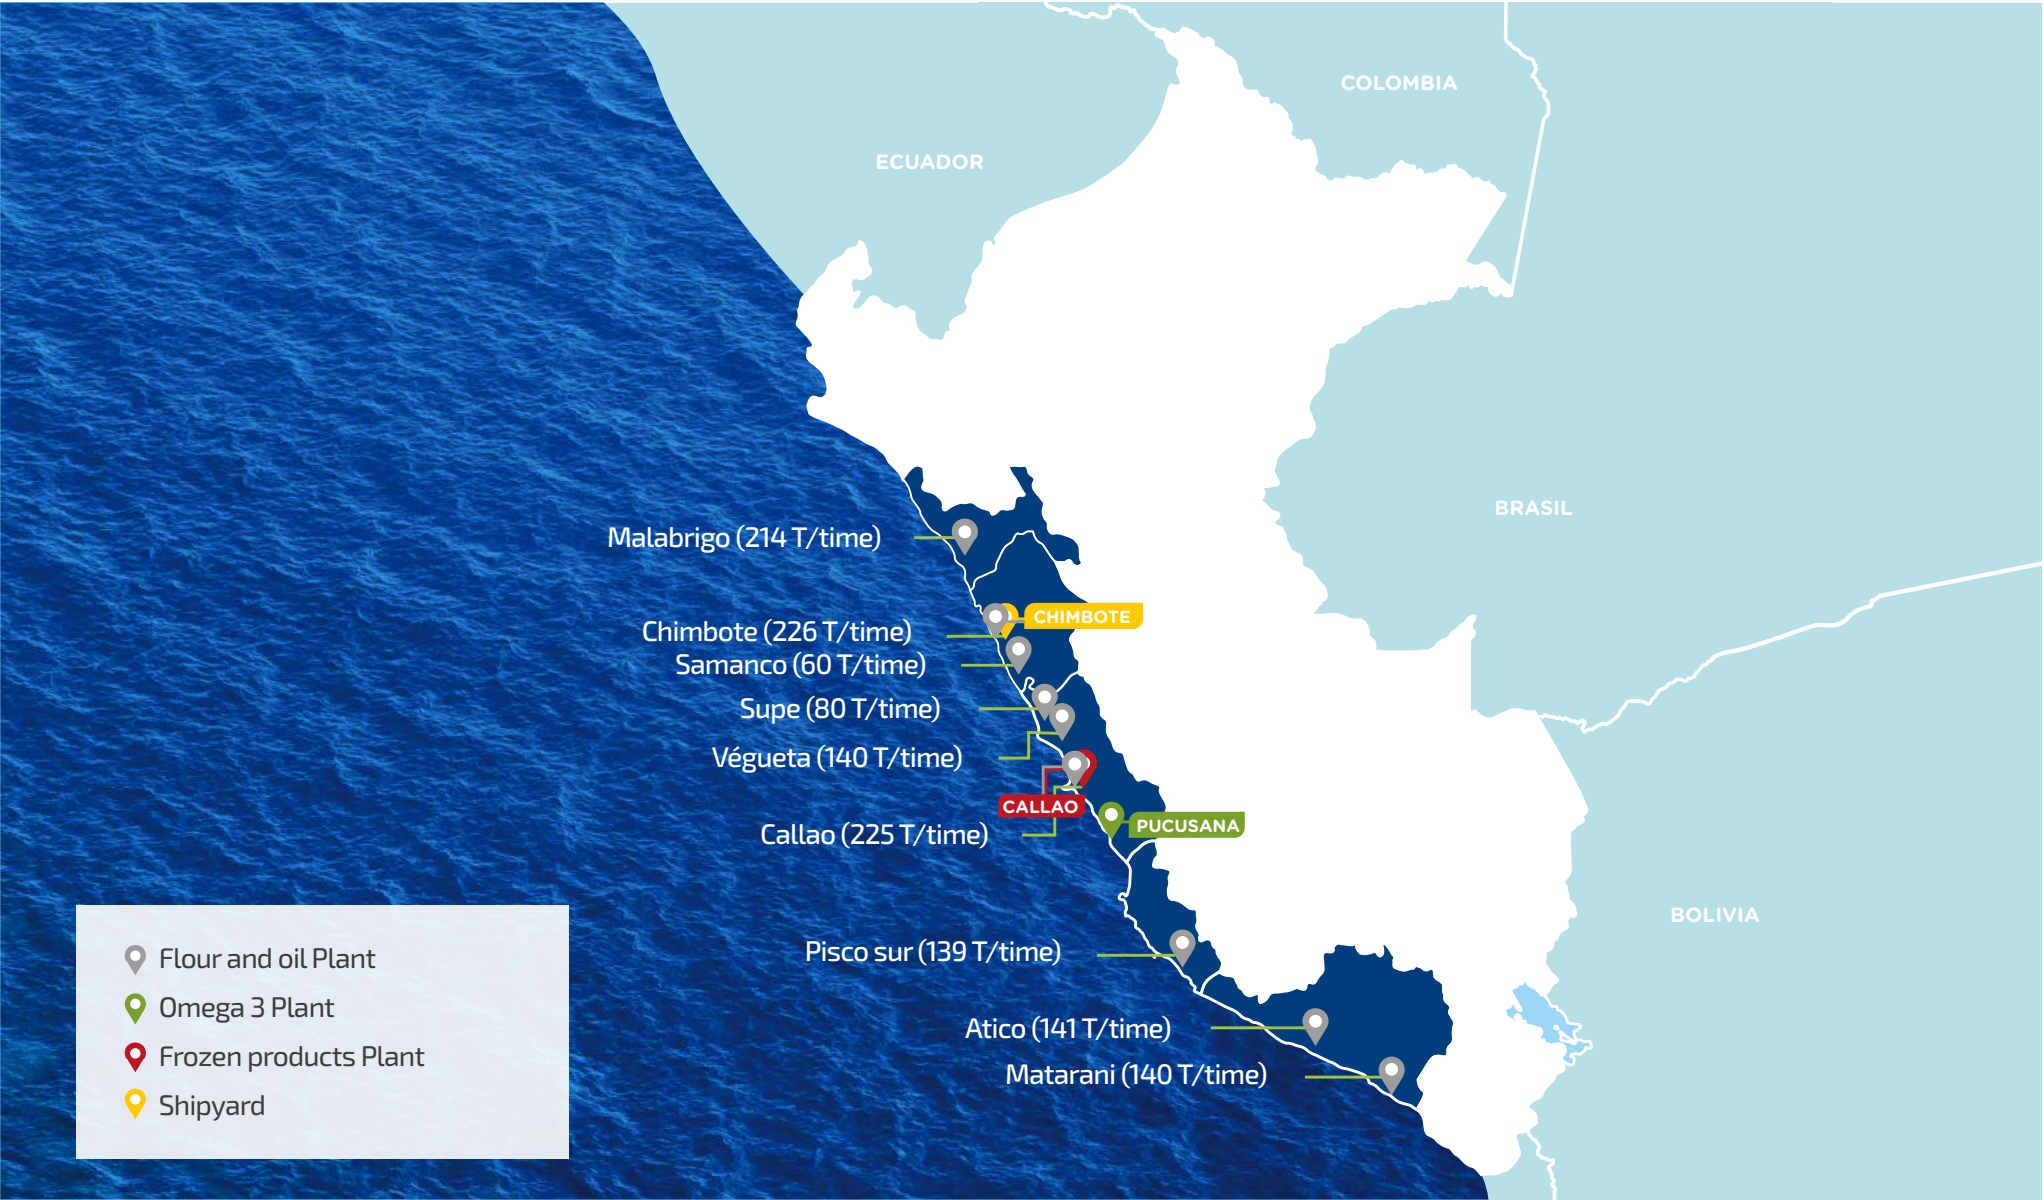 COLOMBIA
ECUADOR
BRASIL
Malabrigo (214 T/time)
CHIMBOTE
Chimbote (226 T/time)
Samanco (60 T/time)
Supe (80 T/time)
Végueta (140 T/time)
CALLAO
PUCUSANA
Callao (225 T/time)
BOLIVIA
Pisco sur (139 T/time)
Atico (141 T/time)
Matarani (140 T/time)
Flour and oil Plant
Omega 3 Plant
Frozen products Plant
Shipyard